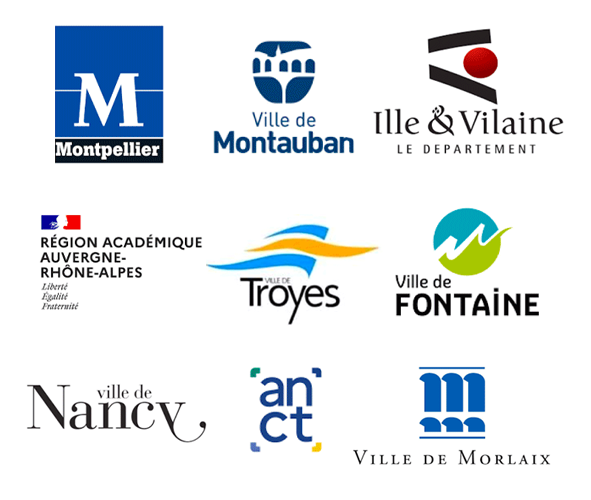 M
Montpellier
Ville de
Montauban
Ille & Vilaine
LE DEPARTEMENT
RÉGION ACADÉMIQUE
AUVERGNE-
RHÔNE-ALPES
Liberté
Égalité
Fraternité
VILLE DE
Troyes
Ville de
FONTAINE
ville de
Nancy
an
ct
m
VILLE DE MORLAIX